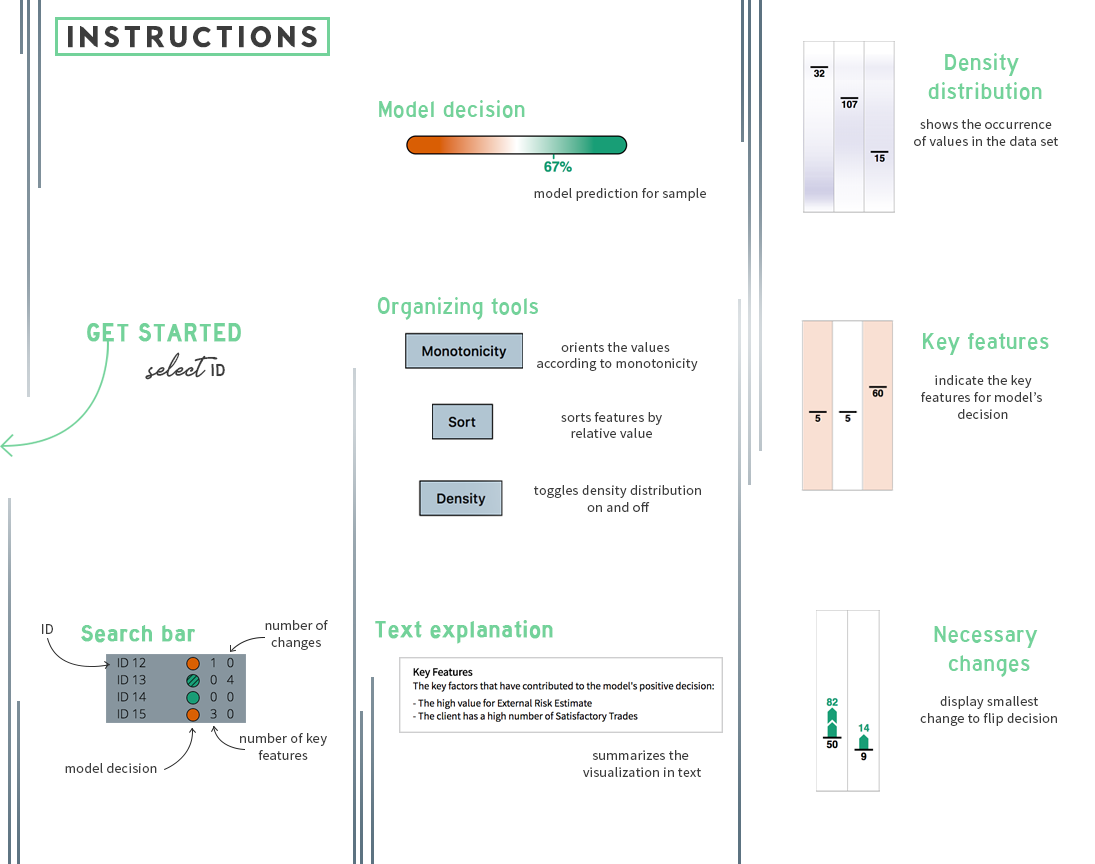 INSTRUCTIONS
GET STARTED
select ID
Search bar
ID
number of
changes
ID 12 1 0
ID 13 0 4
ID 14 0 0
ID 15 3 0
number of key
features
model decision
Model decision
67%
model prediction for sample
Organizing tools
Monotonicity
orients the values
according to monotonicity
Sort
sorts features by
relative value
Density
toggles density distribution
on and off
Text explanation
Key Features
The key factors that have contributed to the model's positive decision:
- The high value for External Risk Estimate
- The client has a high number of Satisfactory Trades
summarizes the
visualization in text
32
107
15
Density
distribution
shows the occurrence
of values in the data set
5
5
60
Key features
indicate the key
features for model's
decision
82
50
14
9
Necessary
changes
display smallest
change to flip decision